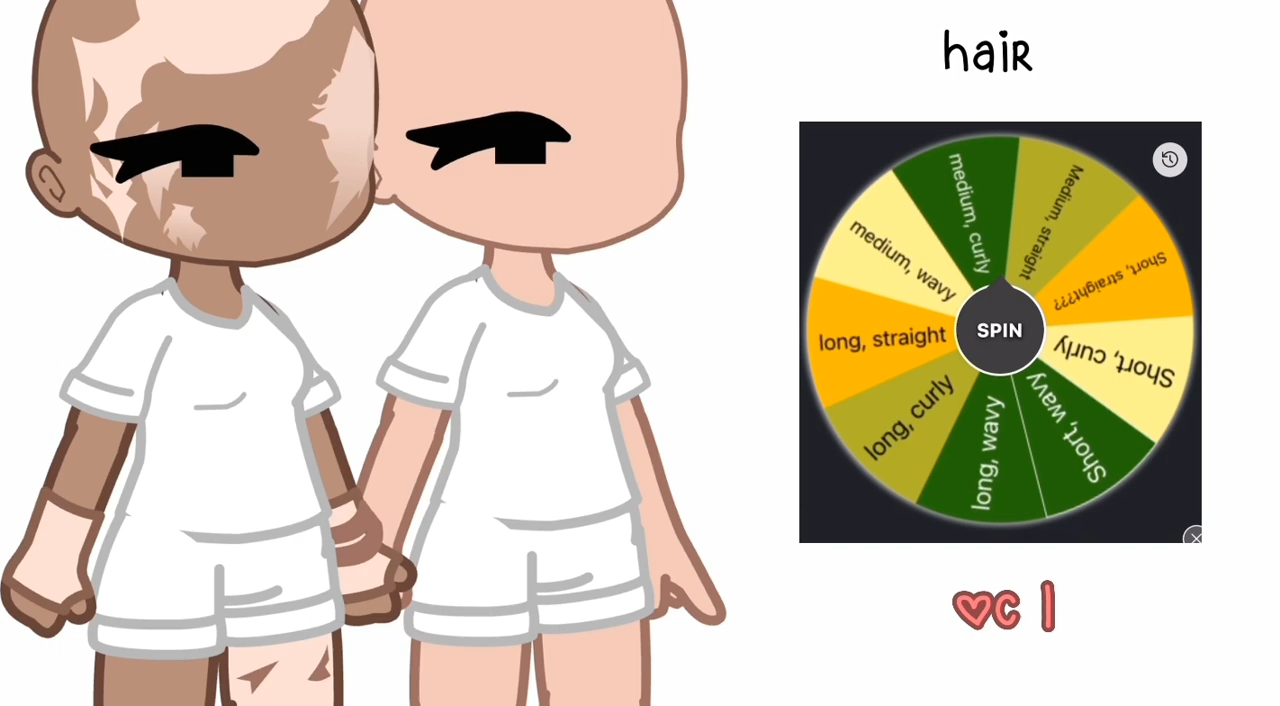 hair
medium, curly
Medium, straight
Short, straight???
Short, curly
Short, wavy
long, wavy
long, curly
long, straight
medium, wavy
SPIN
♡C 1